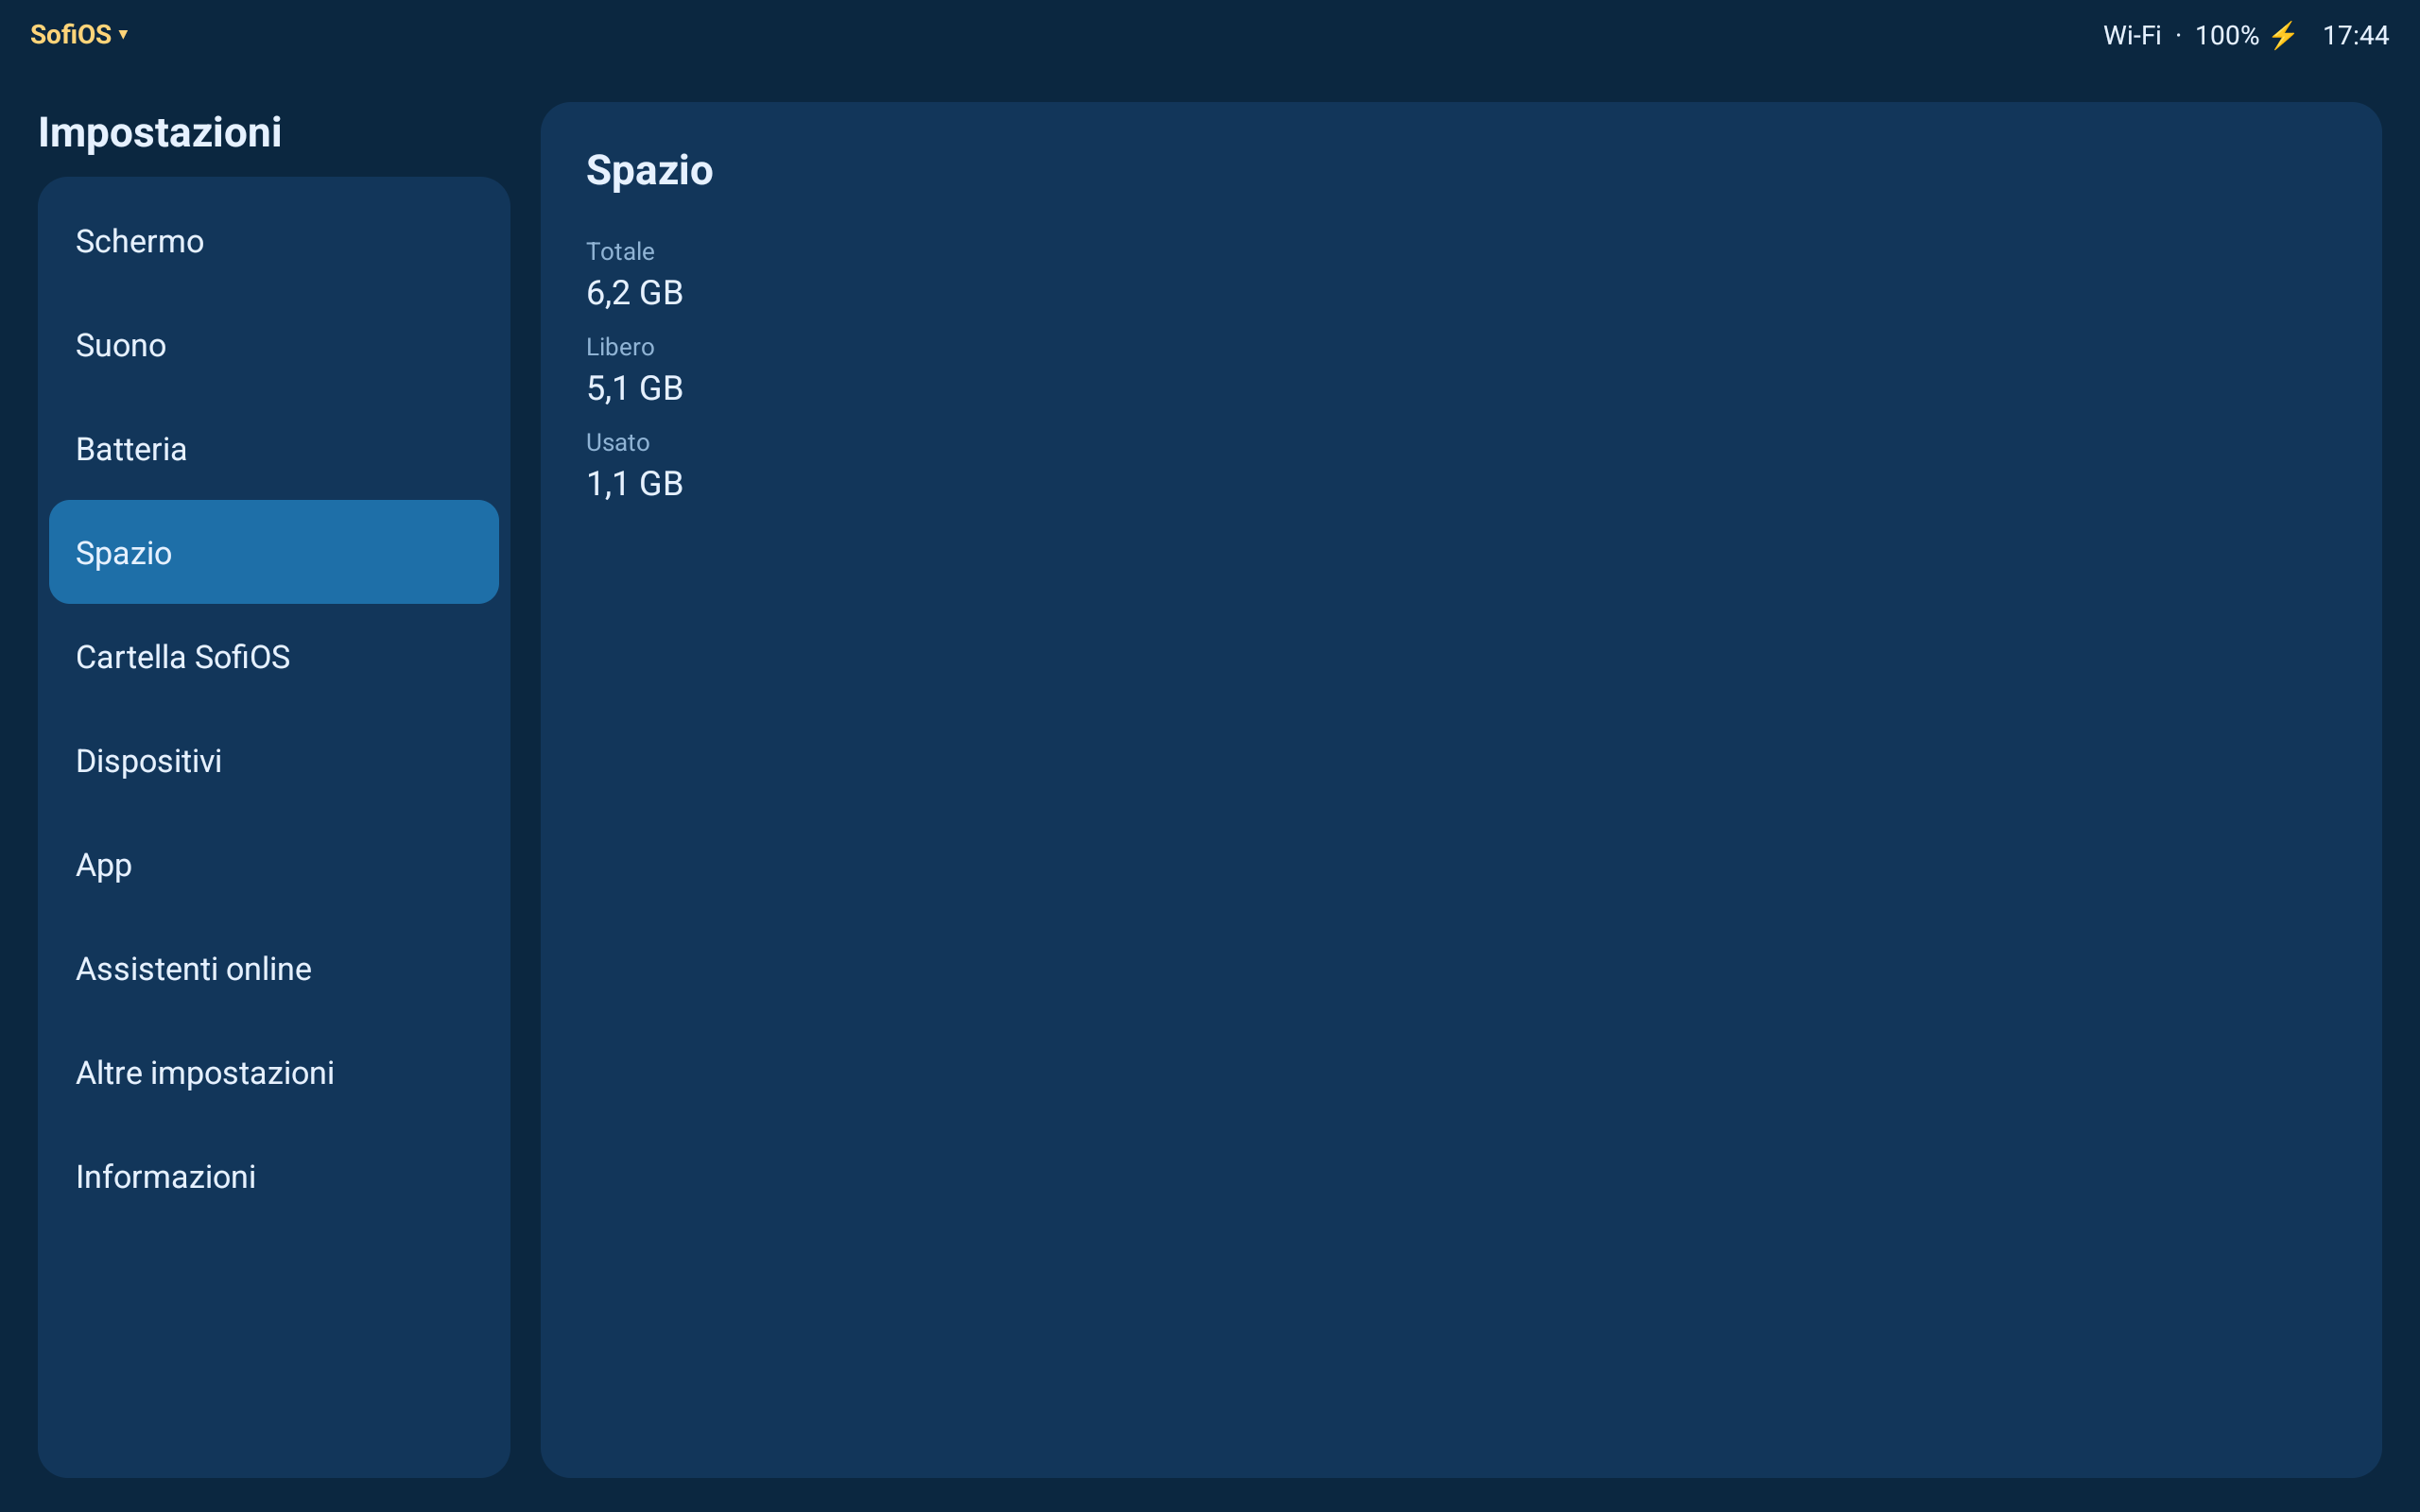 SofiOS ▾
Wi-Fi · 100% ⚡ 17:44
Impostazioni
Schermo
Suono
Batteria
Spazio
Cartella SofiOS
Dispositivi
App
Assistenti online
Altre impostazioni
Informazioni
Spazio
Totale
6,2 GB
Libero
5,1 GB
Usato
1,1 GB